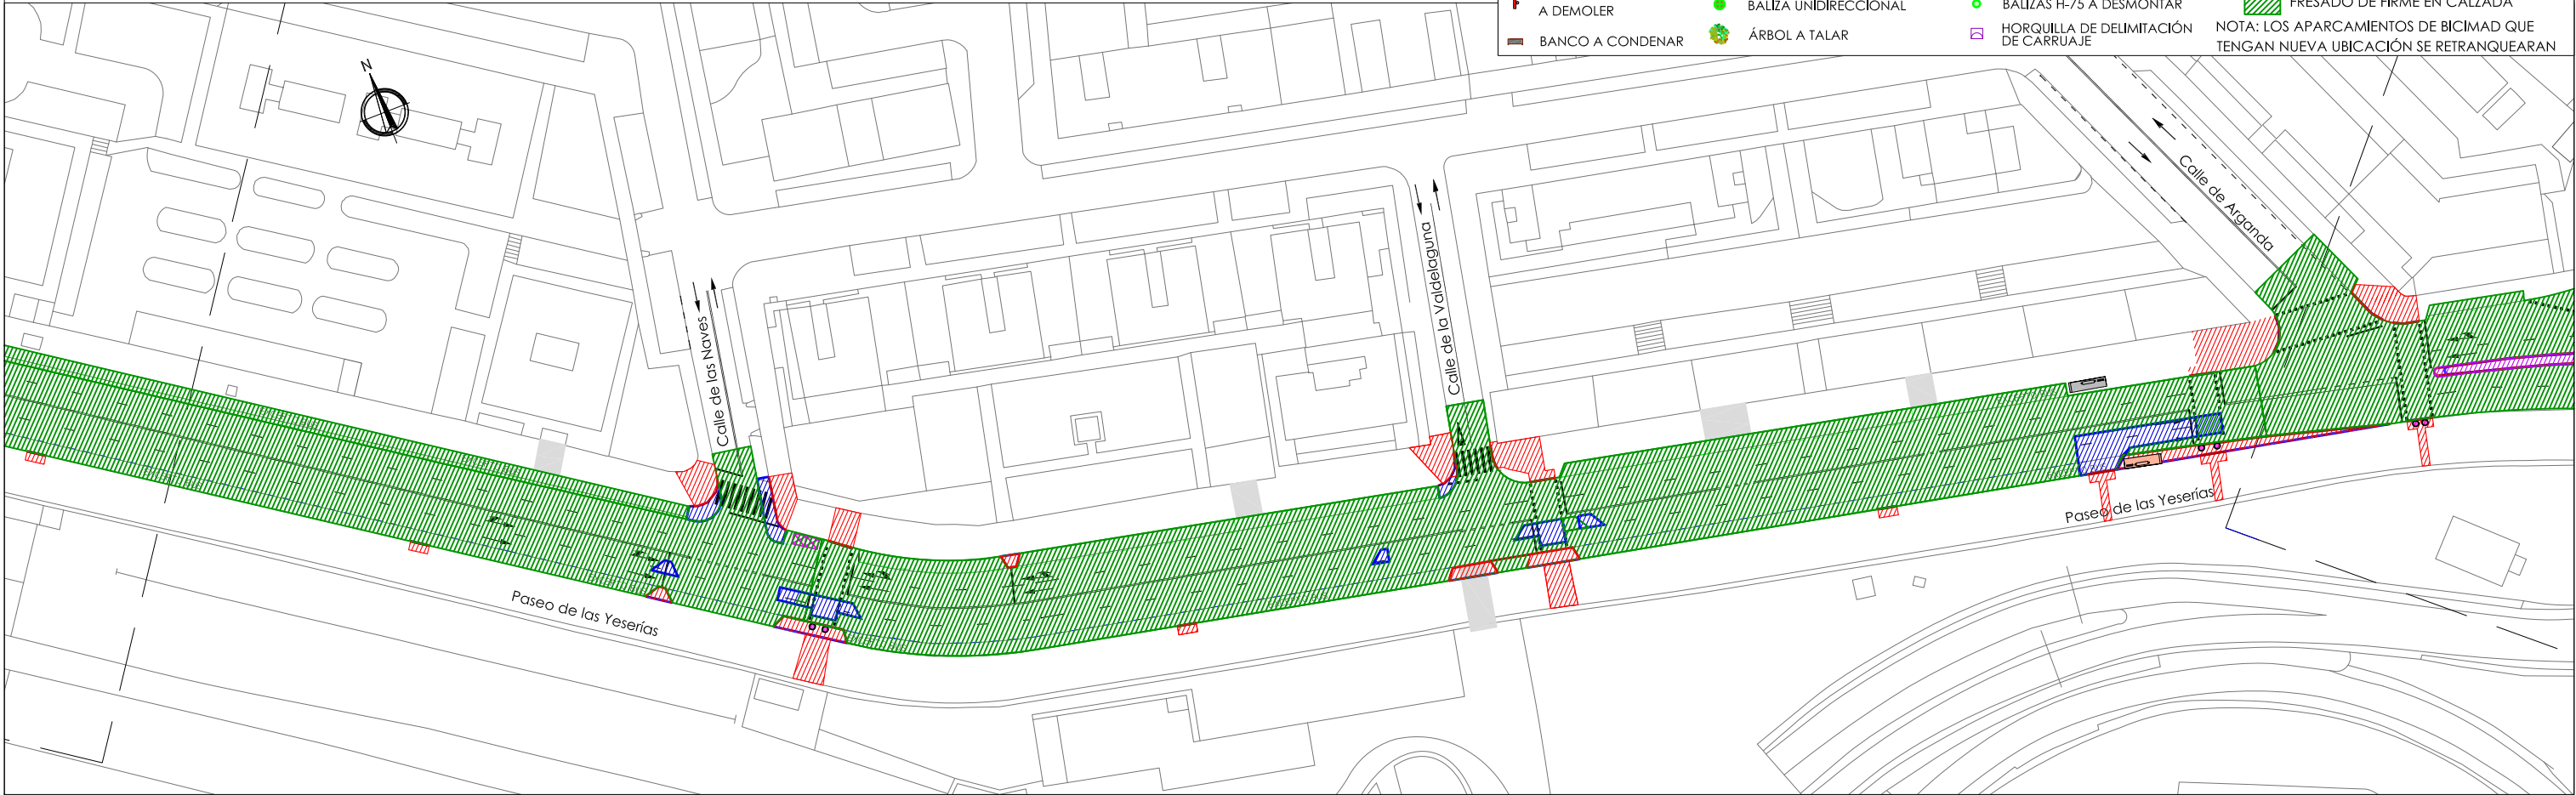 A DEMOLER
BALIZA UNIDIRECCIONAL
BALIZAS H-75 A DESMONTAR
FRESADO DE FIRME EN CALZADA
BANCO A CONDENAR
ÁRBOL A TALAR
HORQUILLA DE DELIMITACIÓN
DE CARRUAJE
NOTA: LOS APARCAMIENTOS DE BICIMAD QUE
TENGAN NUEVA UBICACIÓN SE RETRANQUEARAN
N
Calle de Arganda
Calle de la Valdelaguna
Calle de las Naves
Paseo de las Yeserías
Paseo de las Yeserías